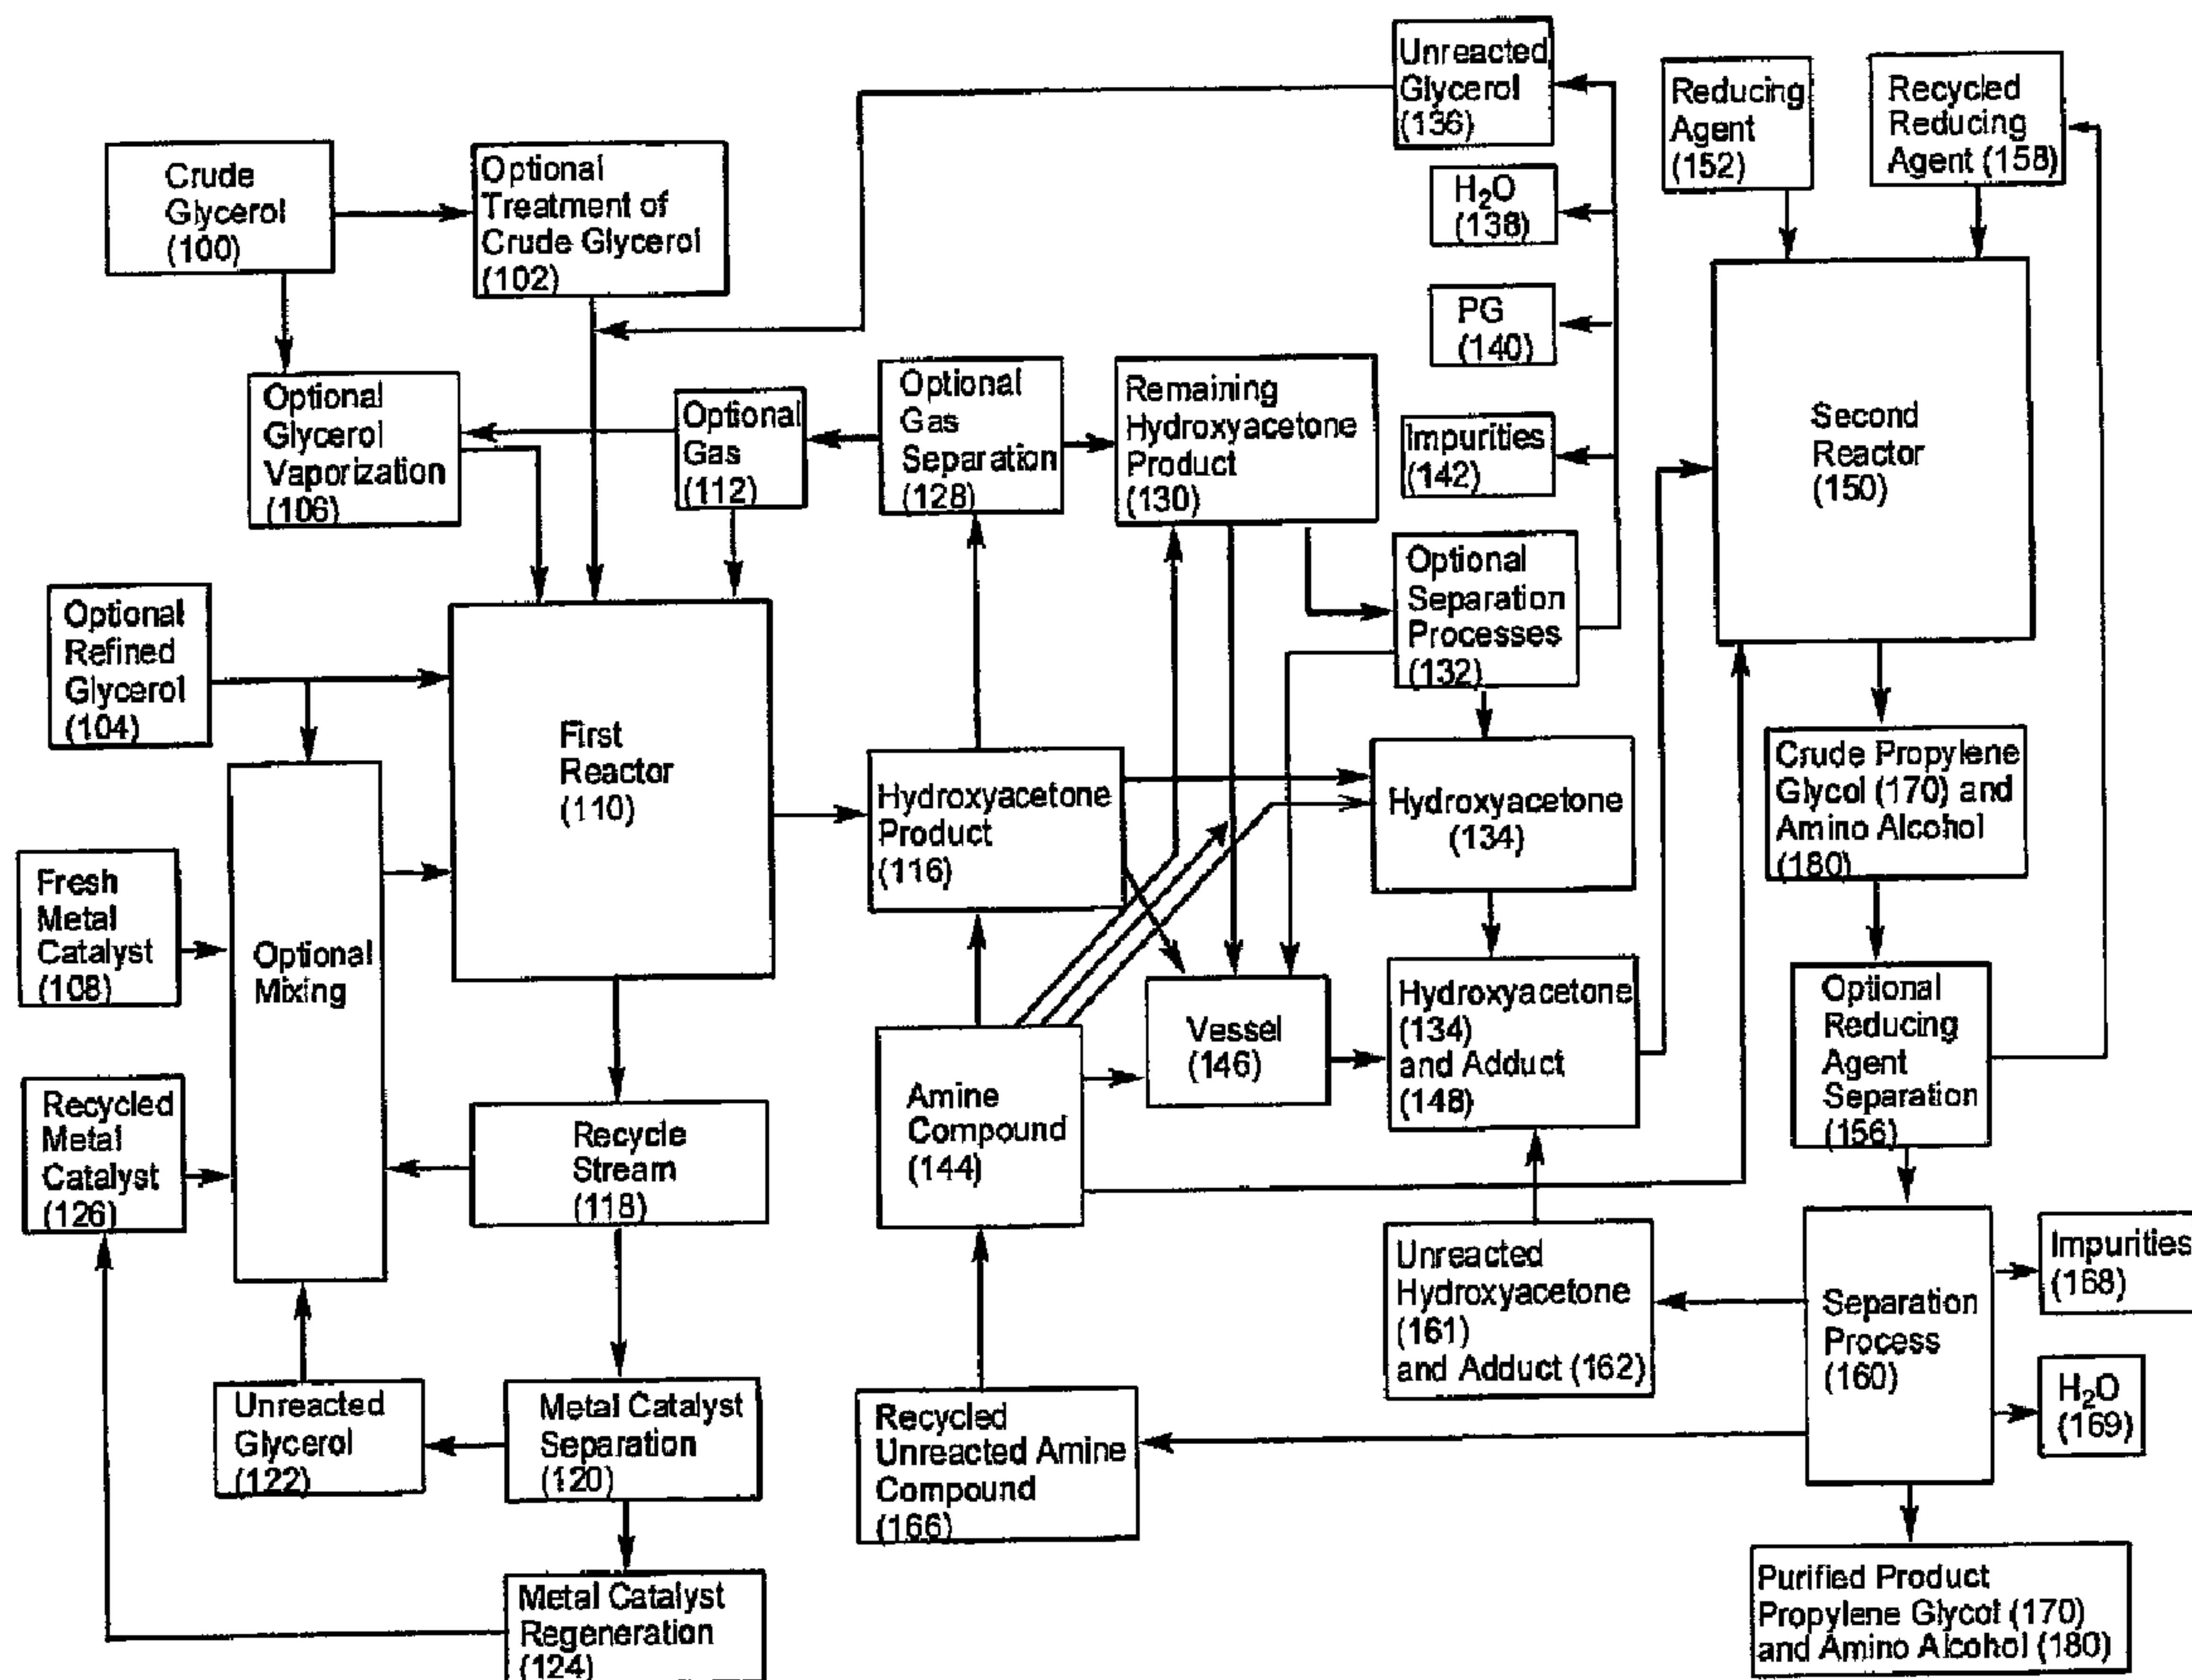 Unreacted
Glycerol
(136)
Reducing
Agent
(152)
Recycled
Reducing
Agent (158)
Crude
Glycerol
(100)
Optional
Treatment of
Crude Glycerol
(102)
H₂O
(138)
PG
(140)
Optional
Glycerol
Vaporization
(106)
Optional
Gas
(112)
Optional
Gas
Separation
(128)
Remaining
Hydroxyacetone
Product
(130)
Impurities
(142)
Second
Reactor
(150)
Optional
Separation
Processes
(132)
Optional
Refined
Glycerol
(104)
First
Reactor
(110)
Hydroxyacetone
Product
(116)
Hydroxyacetone
(134)
Crude Propylene
Glycol (170) and
Amino Alcohol
(180)
Fresh
Metal
Catalyst
(108)
Optional
Mixing
Vessel
(146)
Hydroxyacetone
(134)
and Adduct
(148)
Optional
Reducing
Agent
Separation
(156)
Recycled
Metal
Catalyst
(126)
Recycle
Stream
(118)
Amine
Compound
(144)
Unreacted
Hydroxyacetone
(161)
and Adduct (162)
Separation
Process
(160)
Impurities
(168)
H₂O
(169)
Unreacted
Glycerol
(122)
Metal Catalyst
Separation
(120)
Recycled
Unreacted Amine
Compound
(166)
Metal Catalyst
Regeneration
(124)
Purified Product
Propylene Glycol (170)
and Amino Alcohol (180)